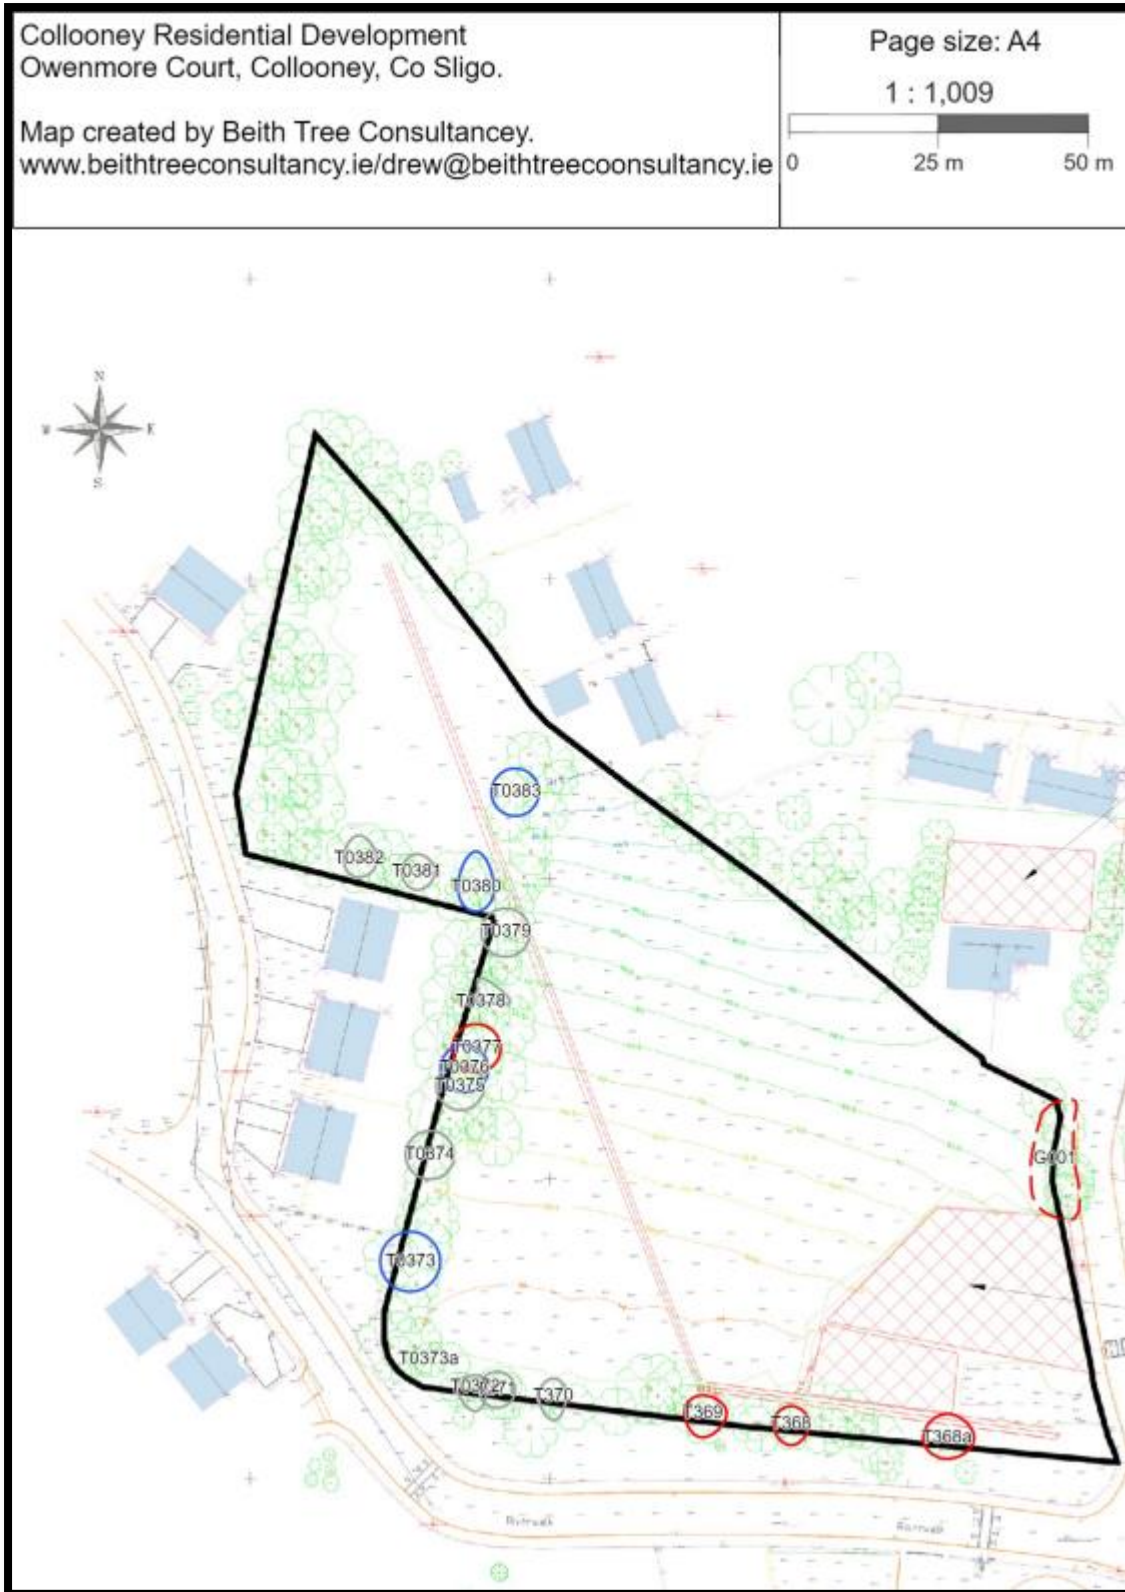 Collooney Residential Development
Owenmore Court, Collooney, Co Sligo.
Map created by Beith Tree Consultancey.
www.beithtreeconsultancy.ie/drew@beithtreecoonsultancy.ie
Page size: A4
1 : 1,009
0 25 m 50 m
N
W E
S
T0383
T0382
T0381
T0380
T0379
T0378
T0377
T0376
T0375
T0374
G001
T0373
T0373a
T0372
T370
T369
T368
T368a